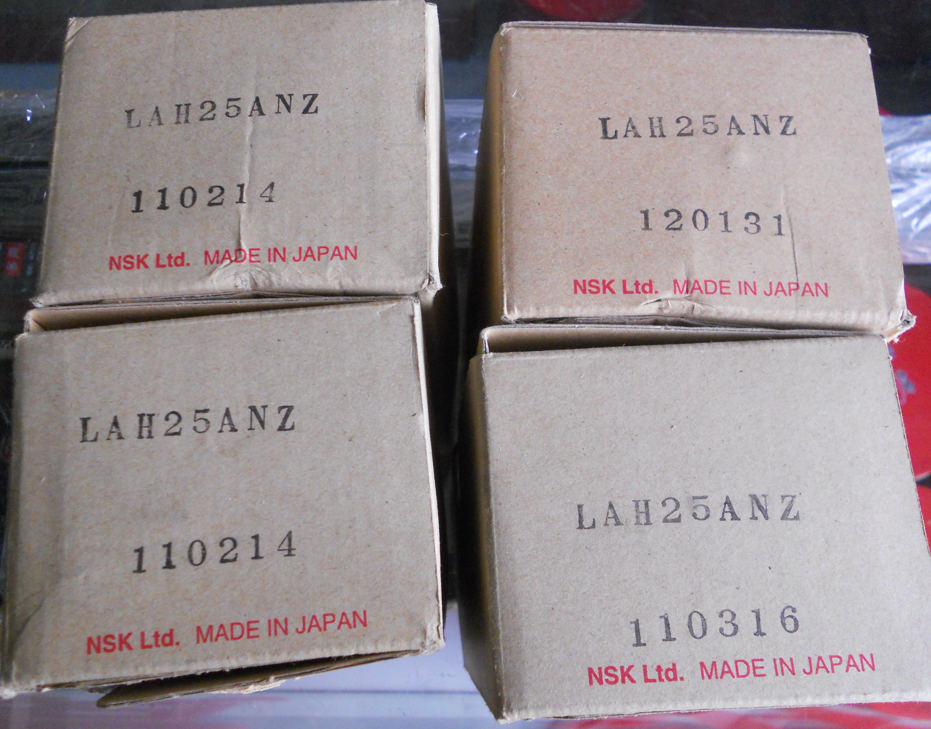 LAH25ANZ
110214
NSK Ltd. MADE IN JAPAN
LAH25ANZ
120131
NSK Ltd. MADE IN JAPAN
LAH25ANZ
110214
NSK Ltd. MADE IN JAPAN
LAH25ANZ
110316
NSK Ltd. MADE IN JAPAN